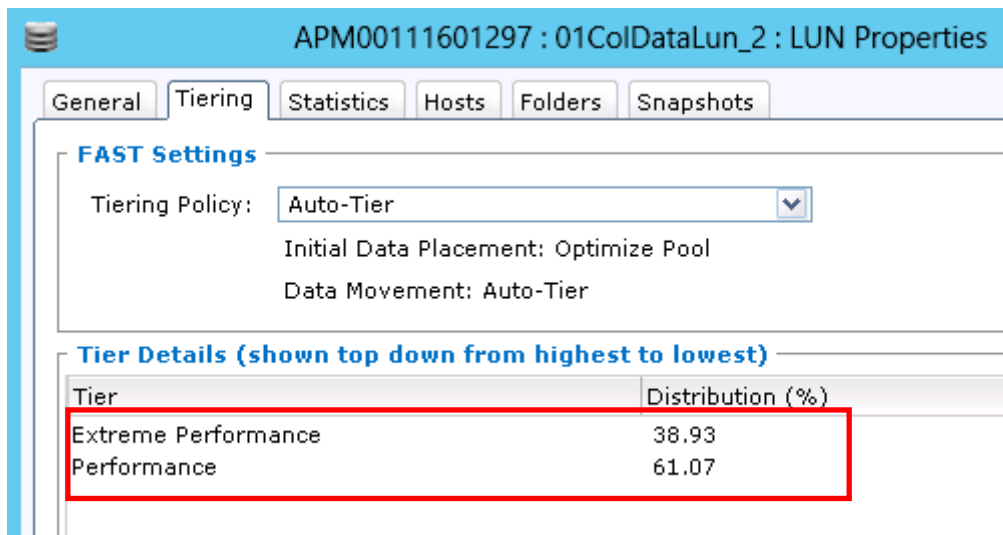 APM00111601297 : 01ColDataLun_2 : LUN Properties
General Tiering Statistics Hosts Folders Snapshots
FAST Settings
Tiering Policy: Auto-Tier
Initial Data Placement: Optimize Pool
Data Movement: Auto-Tier
Tier Details (shown top down from highest to lowest)
Tier Distribution (%)
Extreme Performance 38.93
Performance 61.07